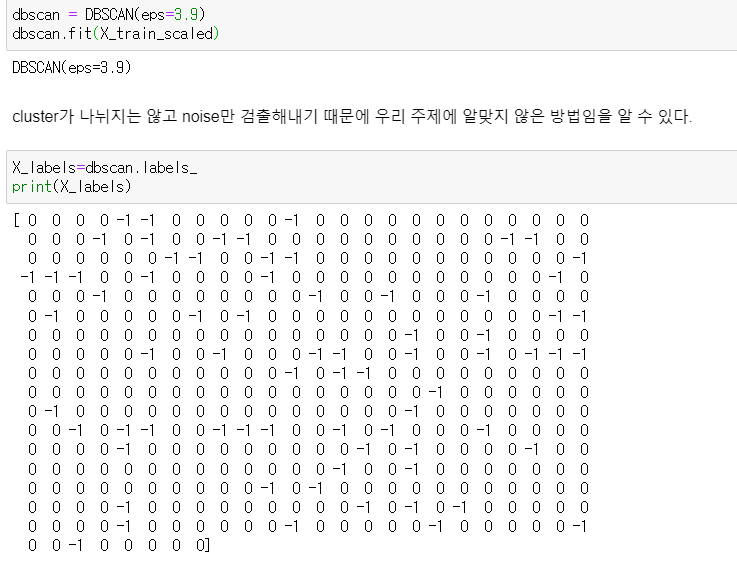 dbscan = DBSCAN(eps=3.9)
dbscan.fit(X_train_scaled)
DBSCAN(eps=3.9)
cluster가 나뉘지는 않고 noise만 검출해내기 때문에 우리 주제에 알맞지 않은 방법임을 알 수 있다.
X_labels=dbscan.labels_
print(X_labels)
[ 0 0 0 0 -1 -1 0 0 0 0 0 -1 0 0 0 0 0 0 0 0 0 0 0 0
0 0 0 -1 0 -1 0 0 -1 -1 0 0 0 0 0 0 0 0 0 0 -1 -1 0 0
0 0 0 0 0 0 -1 -1 0 0 -1 -1 0 0 0 0 0 0 0 0 0 0 0 -1
-1 -1 -1 0 0 -1 0 0 0 0 -1 0 0 0 0 0 0 0 0 0 0 0 -1 0
0 0 0 -1 0 0 0 0 0 0 0 0 -1 0 0 -1 0 0 0 -1 0 0 0 0
0 -1 0 0 0 0 0 -1 0 -1 0 0 0 0 0 0 0 0 0 0 0 0 -1 -1
0 0 0 0 0 0 0 0 0 0 0 0 0 0 0 0 -1 0 0 -1 0 0 0 0
0 0 0 0 0 -1 0 0 -1 0 0 0 -1 -1 0 0 -1 0 0 -1 0 -1 -1 -1
0 0 0 0 0 0 0 0 0 0 0 -1 0 -1 -1 0 0 0 0 0 0 0 0 0
0 0 0 0 0 0 0 0 0 0 0 0 0 0 0 0 0 -1 0 0 0 0 0 0
0 -1 0 0 0 0 0 0 0 0 0 0 0 0 0 0 -1 0 0 0 0 0 0 0
0 0 -1 0 -1 -1 0 0 -1 -1 -1 0 0 -1 0 -1 0 0 0 -1 0 0 0 0
0 0 0 0 -1 0 0 0 0 0 0 0 0 0 -1 0 -1 0 0 0 0 -1 0 0
0 0 0 0 0 0 0 0 0 0 0 0 0 -1 0 0 -1 0 0 0 0 0 0 0
0 0 0 0 0 0 0 0 0 0 -1 0 -1 0 0 0 0 0 0 0 0 0 0 0
0 0 0 0 -1 0 0 0 0 0 0 0 0 0 -1 0 -1 0 -1 0 0 0 0 0
0 0 0 0 -1 0 0 0 0 0 0 -1 0 0 0 0 0 -1 0 0 0 0 0 -1
0 0 -1 0 0 0 0 0]